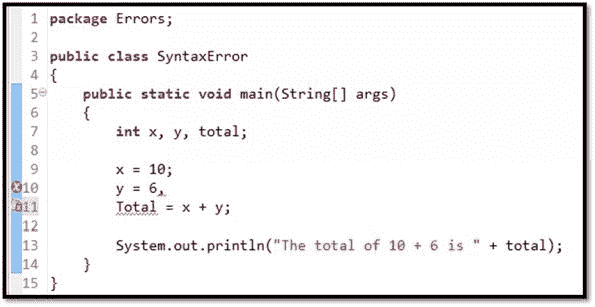 1 package Errors;
2
3 public class SyntaxError
4 {
5 public static void main(String[] args)
6 {
7 int x, y, total;
8
9 x = 10;
10 y = 6,
11 Total = x + y;
12
13 System.out.println("The total of 10 + 6 is " + total);
14 }
15 }